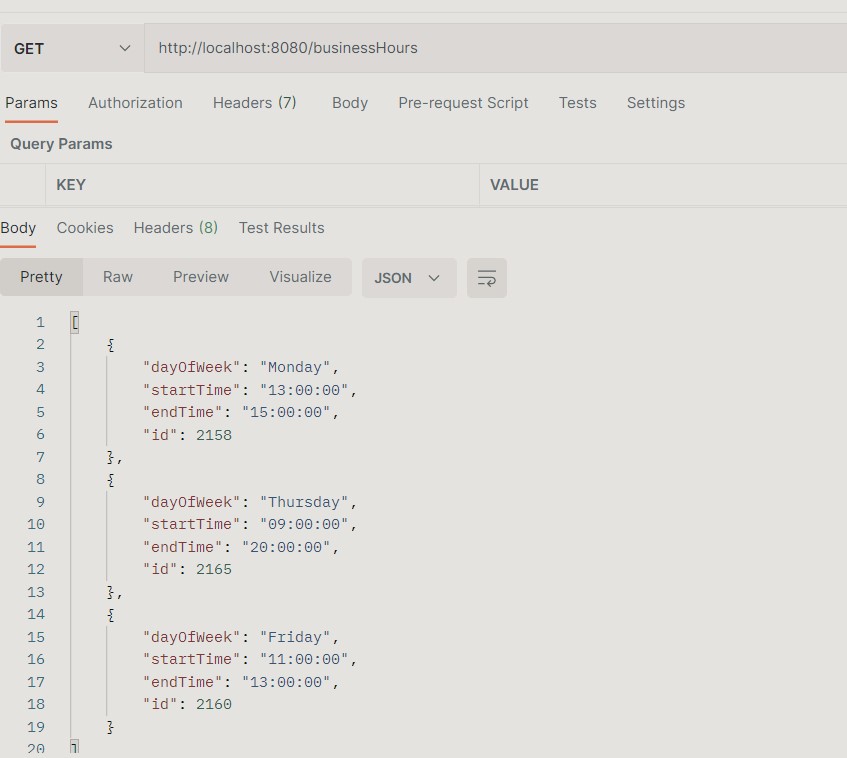 GET http://localhost:8080/businessHours
Params Authorization Headers (7) Body Pre-request Script Tests Settings
Query Params
KEY VALUE
Body Cookies Headers (8) Test Results
Pretty Raw Preview Visualize JSON
1 [
2 {
3 "dayOfWeek": "Monday",
4 "startTime": "13:00:00",
5 "endTime": "15:00:00",
6 "id": 2158
7 },
8 {
9 "dayOfWeek": "Thursday",
10 "startTime": "09:00:00",
11 "endTime": "20:00:00",
12 "id": 2165
13 },
14 {
15 "dayOfWeek": "Friday",
16 "startTime": "11:00:00",
17 "endTime": "13:00:00",
18 "id": 2160
19 }
20 ]